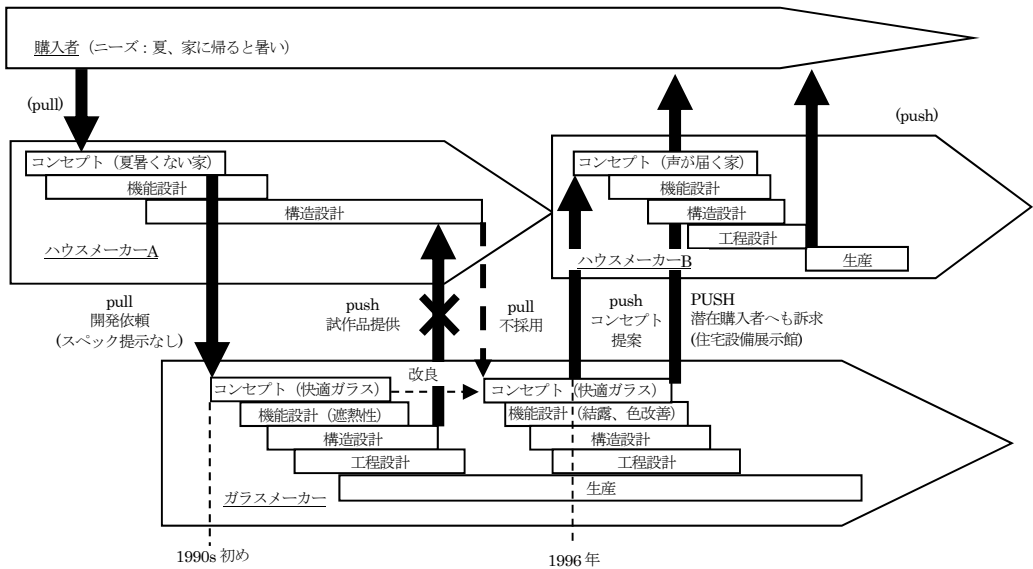 購入者（ニーズ：夏、家に帰ると暑い）
(pull)
(push)
コンセプト（夏暑くない家）
機能設計
構造設計
ハウスメーカーA
コンセプト（声が届く家）
機能設計
構造設計
工程設計
ハウスメーカーB
生産
pull
開発依頼
(スペック提示なし)
push
試作品提供
pull
不採用
push
コンセプト
提案
PUSH
潜在購入者へも訴求
(住宅設備展示館)
改良
コンセプト（快適ガラス）
機能設計（遮熱性）
構造設計
工程設計
コンセプト（快適ガラス）
機能設計（結露、色改善）
構造設計
工程設計
生産
ガラスメーカー
1990s 初め
1996 年